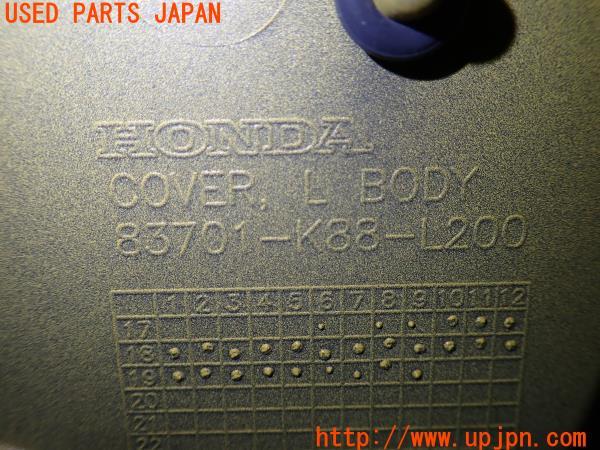 USED PARTS JAPAN
HONDA
COVER, L BODY
83701-K88-L200
1 2 3 4 5 6 7 8 9 10 11 12
17
18
19
20
21
22
http://www.upjpn.com